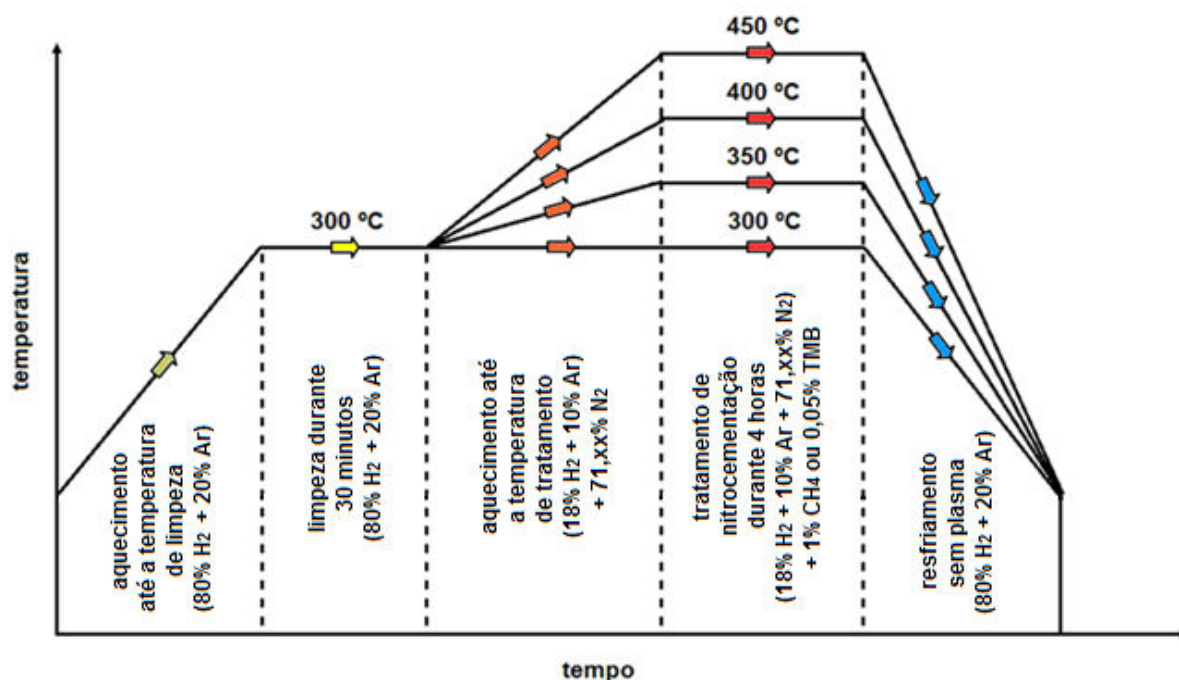 450 ºC
400 ºC
350 ºC
300 ºC
300 ºC
temperatura
aquecimento
até a temperatura
de limpeza
(80% H2 + 20% Ar)
limpeza durante
30 minutos
(80% H2 + 20% Ar)
aquecimento até
a temperatura
de tratamento
(18% H2 + 10% Ar)
+ 71,xx% N2
tratamento de
nitrocementação
durante 4 horas
(18% H2 + 10% Ar + 71,xx% N2)
+ 1% CH4 ou 0,05% TMB
resfriamento
sem plasma
(80% H2 + 20% Ar)
tempo